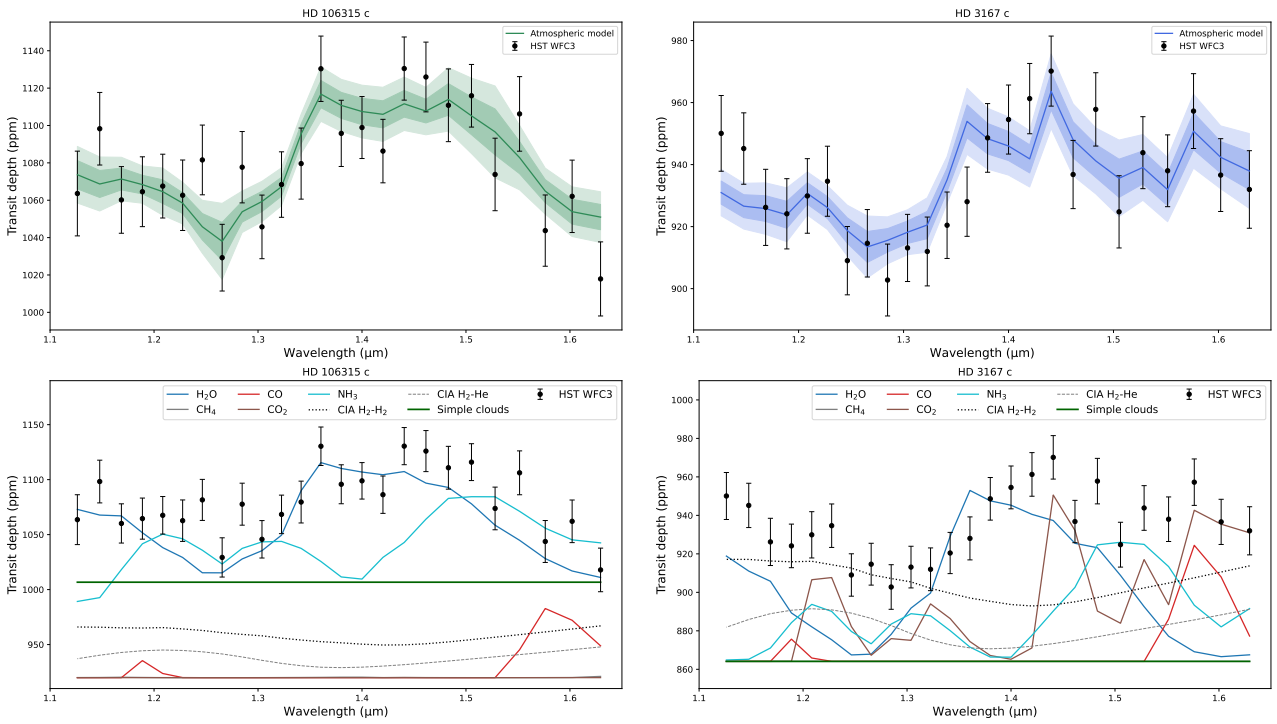 HD 106315 c
Transit depth (ppm)
1140
1120
1100
1080
1060
1040
1020
1000
Atmospheric model
HST WFC3
1.1 1.2 1.3 1.4 1.5 1.6
Wavelength (μm)
HD 3167 c
Transit depth (ppm)
980
960
940
920
900
Atmospheric model
HST WFC3
1.1 1.2 1.3 1.4 1.5 1.6
Wavelength (μm)
HD 106315 c
Transit depth (ppm)
1150
1100
1050
1000
950
H₂O CO NH₃ CIA H₂-He HST WFC3
CH₄ CO₂ CIA H₂-H₂ Simple clouds
1.1 1.2 1.3 1.4 1.5 1.6
Wavelength (μm)
HD 3167 c
Transit depth (ppm)
1000
980
960
940
920
900
880
860
H₂O CO NH₃ CIA H₂-He HST WFC3
CH₄ CO₂ CIA H₂-H₂ Simple clouds
1.1 1.2 1.3 1.4 1.5 1.6
Wavelength (μm)